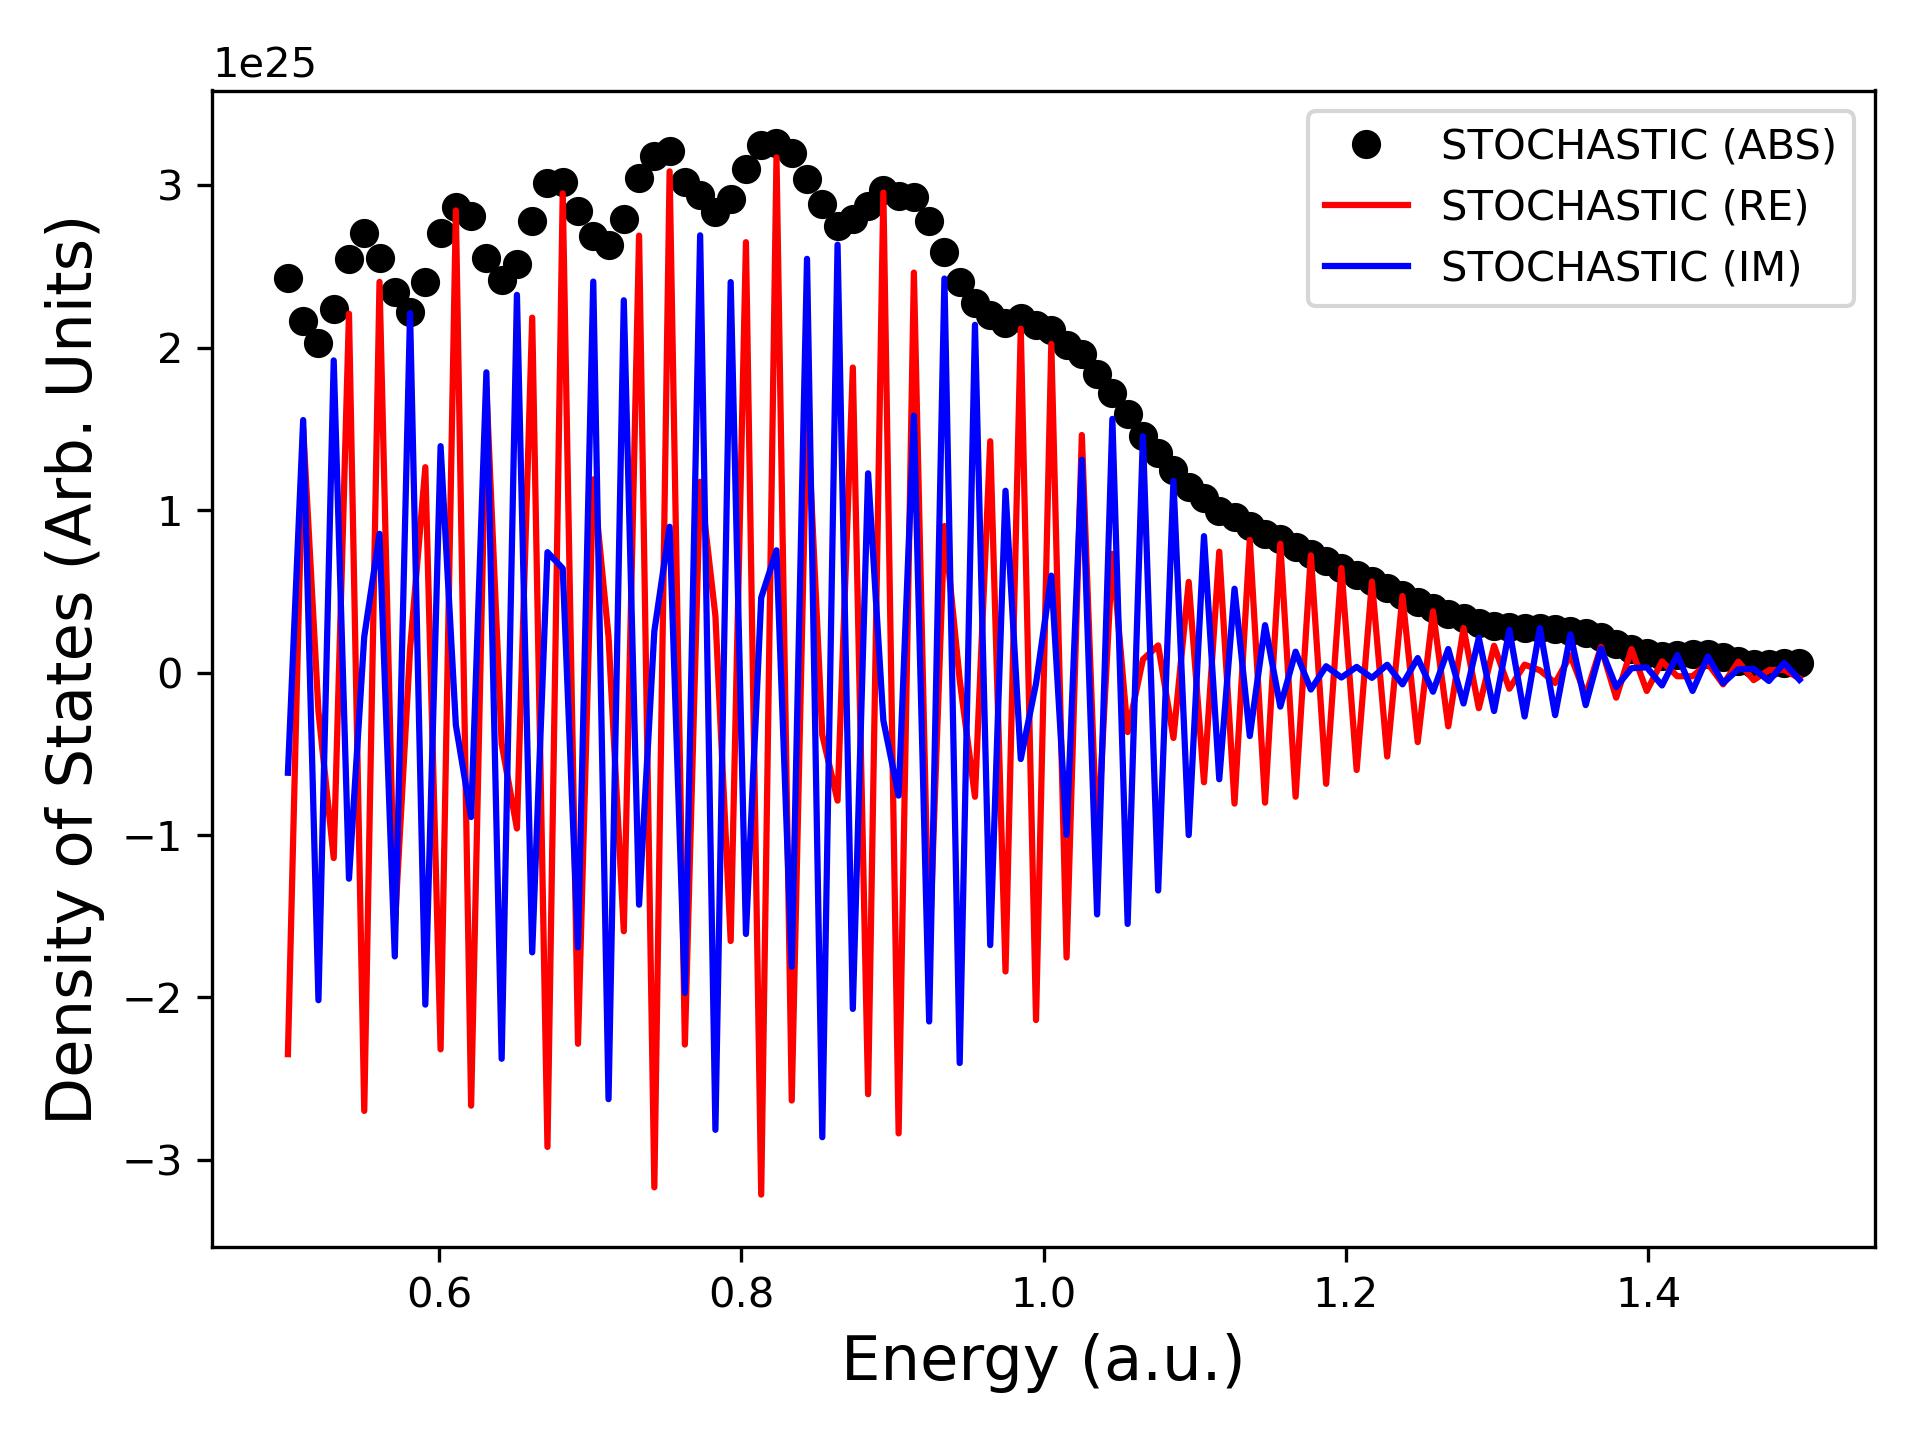 1e25
STOCHASTIC (ABS)
STOCHASTIC (RE)
STOCHASTIC (IM)
Density of States (Arb. Units)
3
2
1
0
−1
−2
−3
0.6 0.8 1.0 1.2 1.4
Energy (a.u.)